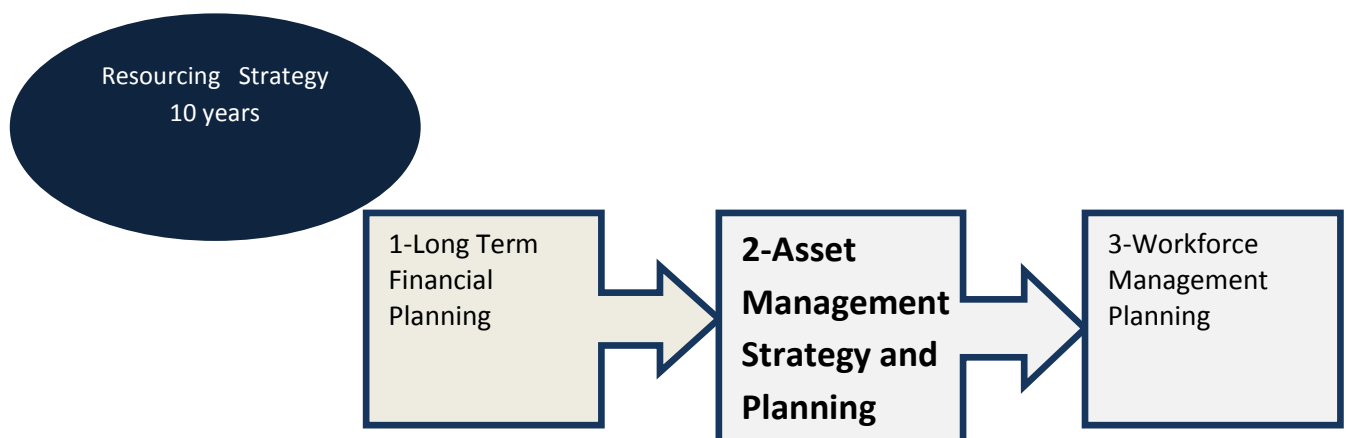 Resourcing Strategy
10 years
1-Long Term
Financial
Planning
2-Asset
Management
Strategy and
Planning
3-Workforce
Management
Planning